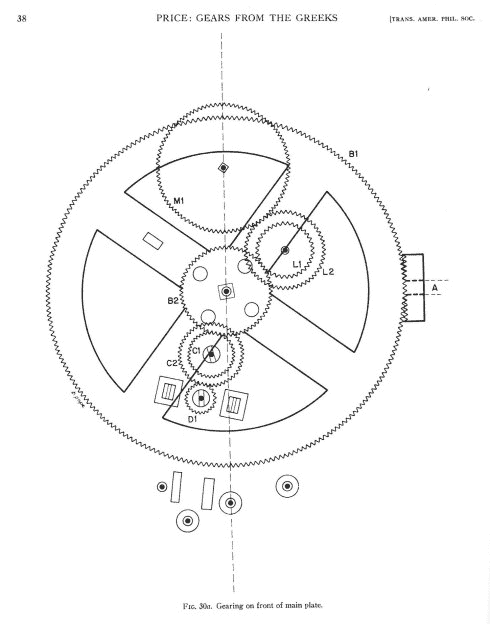 38
PRICE: GEARS FROM THE GREEKS
[TRANS. AMER. PHIL. SOC.
B1
M1
L1
L2
A
B2
C1
C2
D1
FIG. 30a. Gearing on front of main plate.